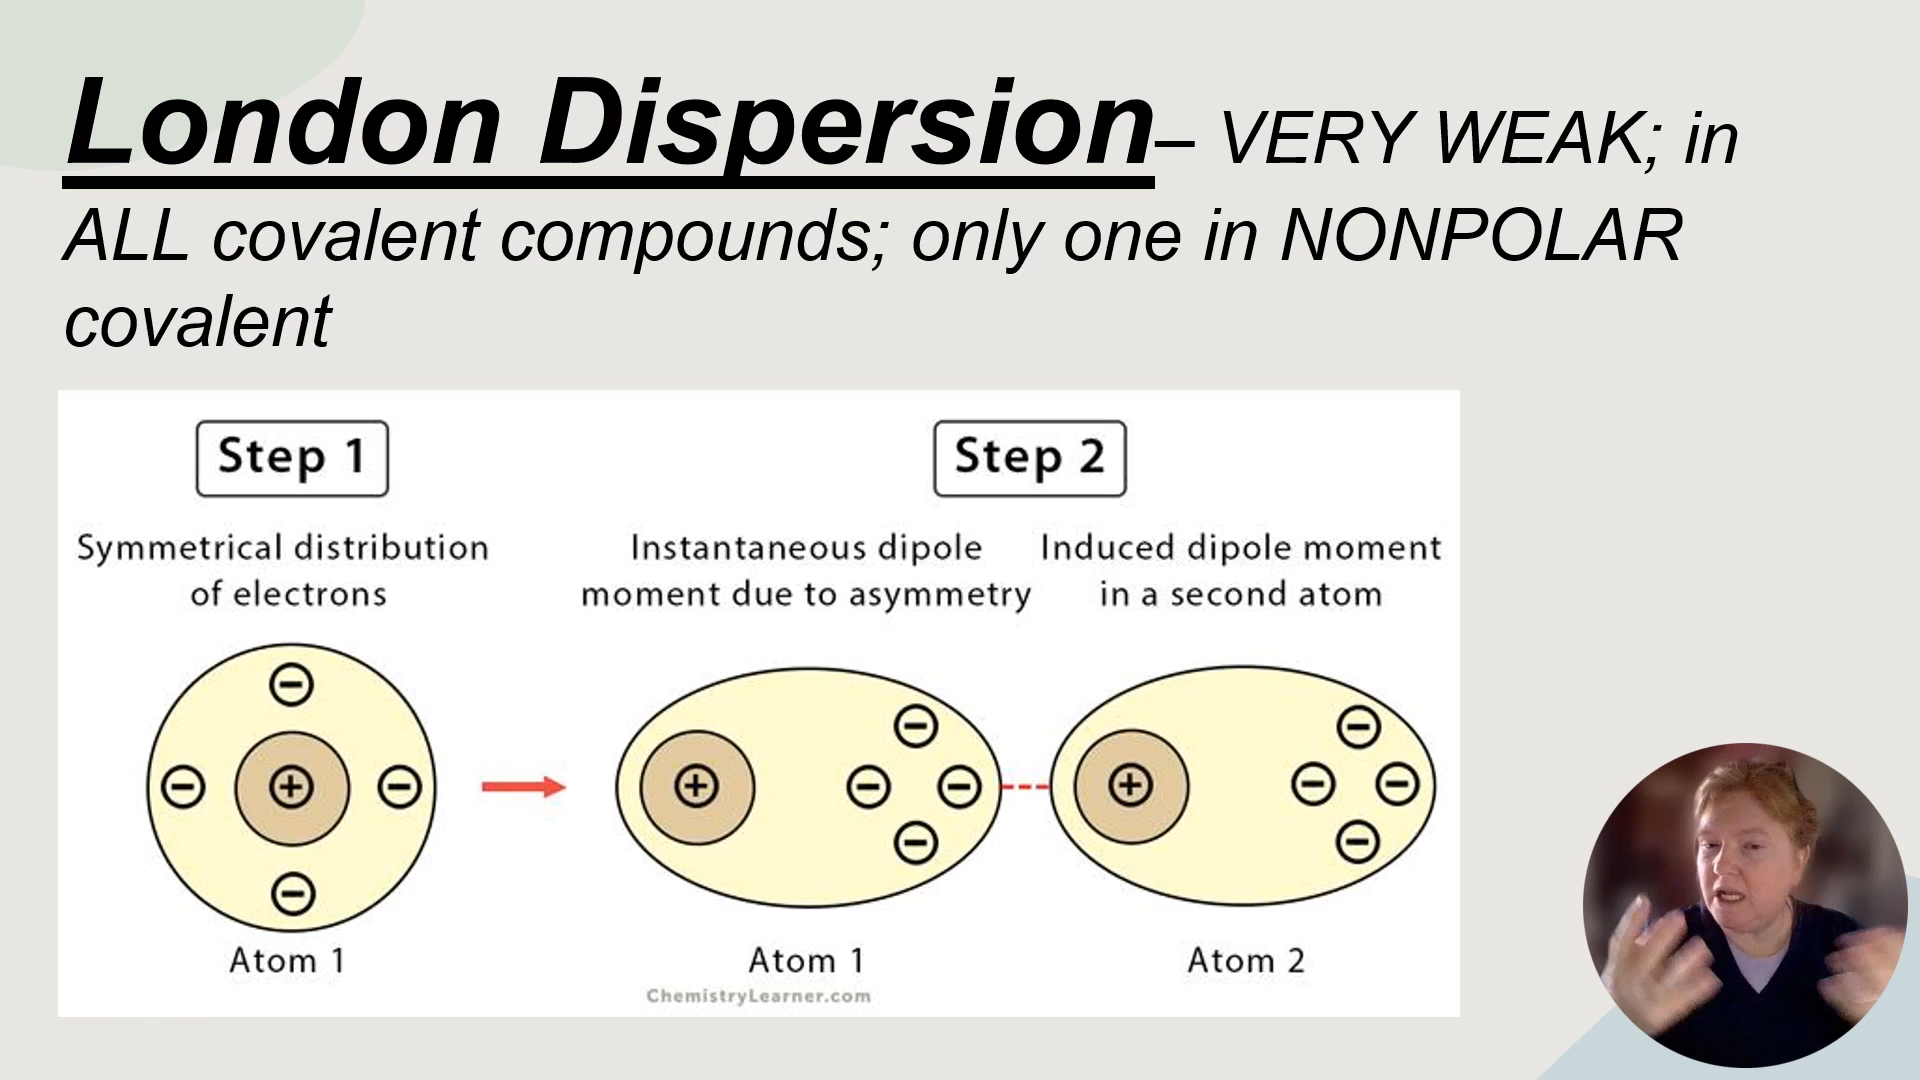 London Dispersion– VERY WEAK; in
ALL covalent compounds; only one in NONPOLAR
covalent
Step 1
Symmetrical distribution
of electrons
Atom 1
Step 2
Instantaneous dipole
moment due to asymmetry
Atom 1
Induced dipole moment
in a second atom
Atom 2
ChemistryLearner.com